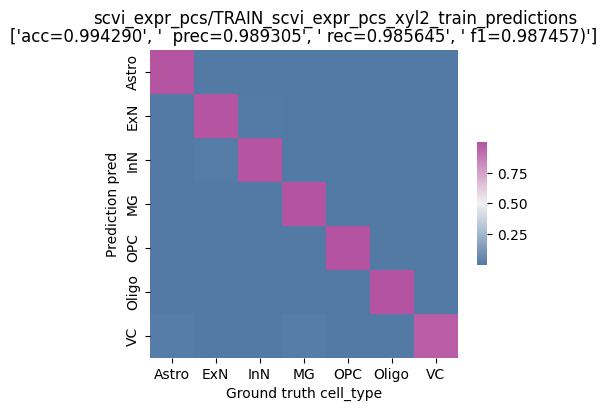 scvi_expr_pcs/TRAIN_scvi_expr_pcs_xyl2_train_predictions
['acc=0.994290', '  prec=0.989305', ' rec=0.985645', ' f1=0.987457)']
Astro
ExN
InN
MG
OPC
Oligo
VC
Prediction pred
0.75
0.50
0.25
Astro ExN InN MG OPC Oligo VC
Ground truth cell_type